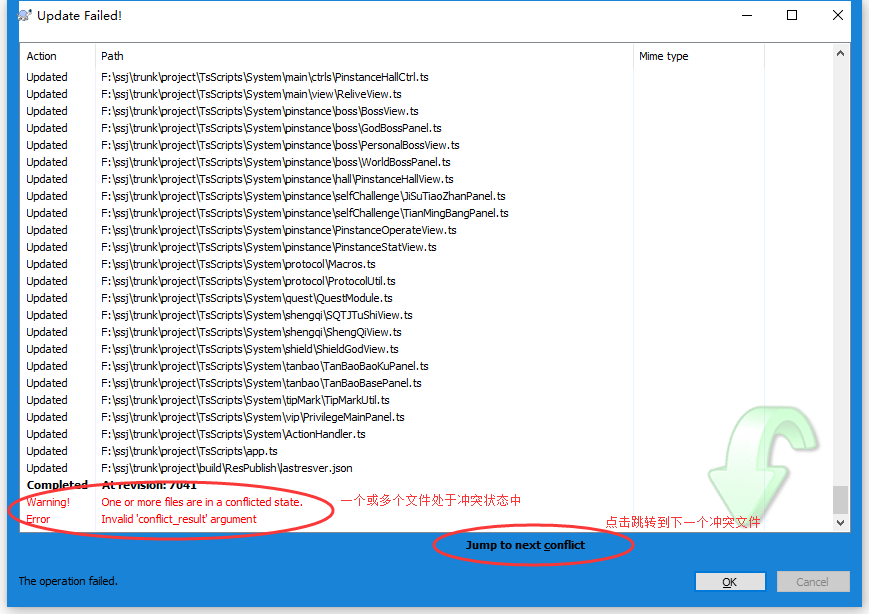 Update Failed!
Action Path Mime type
Updated F:\ssj\trunk\project\TsScripts\System\main\ctrls\PinstanceHallCtrl.ts
Updated F:\ssj\trunk\project\TsScripts\System\main\view\ReliveView.ts
Updated F:\ssj\trunk\project\TsScripts\System\pinstance\boss\BossView.ts
Updated F:\ssj\trunk\project\TsScripts\System\pinstance\boss\GodBossPanel.ts
Updated F:\ssj\trunk\project\TsScripts\System\pinstance\boss\PersonalBossView.ts
Updated F:\ssj\trunk\project\TsScripts\System\pinstance\boss\WorldBossPanel.ts
Updated F:\ssj\trunk\project\TsScripts\System\pinstance\hall\PinstanceHallView.ts
Updated F:\ssj\trunk\project\TsScripts\System\pinstance\selfChallenge\JiSuTiaoZhanPanel.ts
Updated F:\ssj\trunk\project\TsScripts\System\pinstance\selfChallenge\TianMingBangPanel.ts
Updated F:\ssj\trunk\project\TsScripts\System\pinstance\PinstanceOperateView.ts
Updated F:\ssj\trunk\project\TsScripts\System\pinstance\PinstanceStatView.ts
Updated F:\ssj\trunk\project\TsScripts\System\protocol\Macros.ts
Updated F:\ssj\trunk\project\TsScripts\System\protocol\ProtocolUtil.ts
Updated F:\ssj\trunk\project\TsScripts\System\quest\QuestModule.ts
Updated F:\ssj\trunk\project\TsScripts\System\shengqi\SQTJTuShiView.ts
Updated F:\ssj\trunk\project\TsScripts\System\shengqi\ShengQiView.ts
Updated F:\ssj\trunk\project\TsScripts\System\shield\ShieldGodView.ts
Updated F:\ssj\trunk\project\TsScripts\System\tanbao\TanBaoBaoKuPanel.ts
Updated F:\ssj\trunk\project\TsScripts\System\tanbao\TanBaoBasePanel.ts
Updated F:\ssj\trunk\project\TsScripts\System\tipMark\TipMarkUtil.ts
Updated F:\ssj\trunk\project\TsScripts\System\vip\PrivilegeMainPanel.ts
Updated F:\ssj\trunk\project\TsScripts\System\ActionHandler.ts
Updated F:\ssj\trunk\project\TsScripts\app.ts
Updated F:\ssj\trunk\project\build\ResPublish\lastresver.json
Completed At revision: 7041
Warning! One or more files are in a conflicted state. 一个或多个文件处于冲突状态中
Error Invalid 'conflict_result' argument 点击跳转到下一个冲突文件
Jump to next conflict
The operation failed. OK Cancel